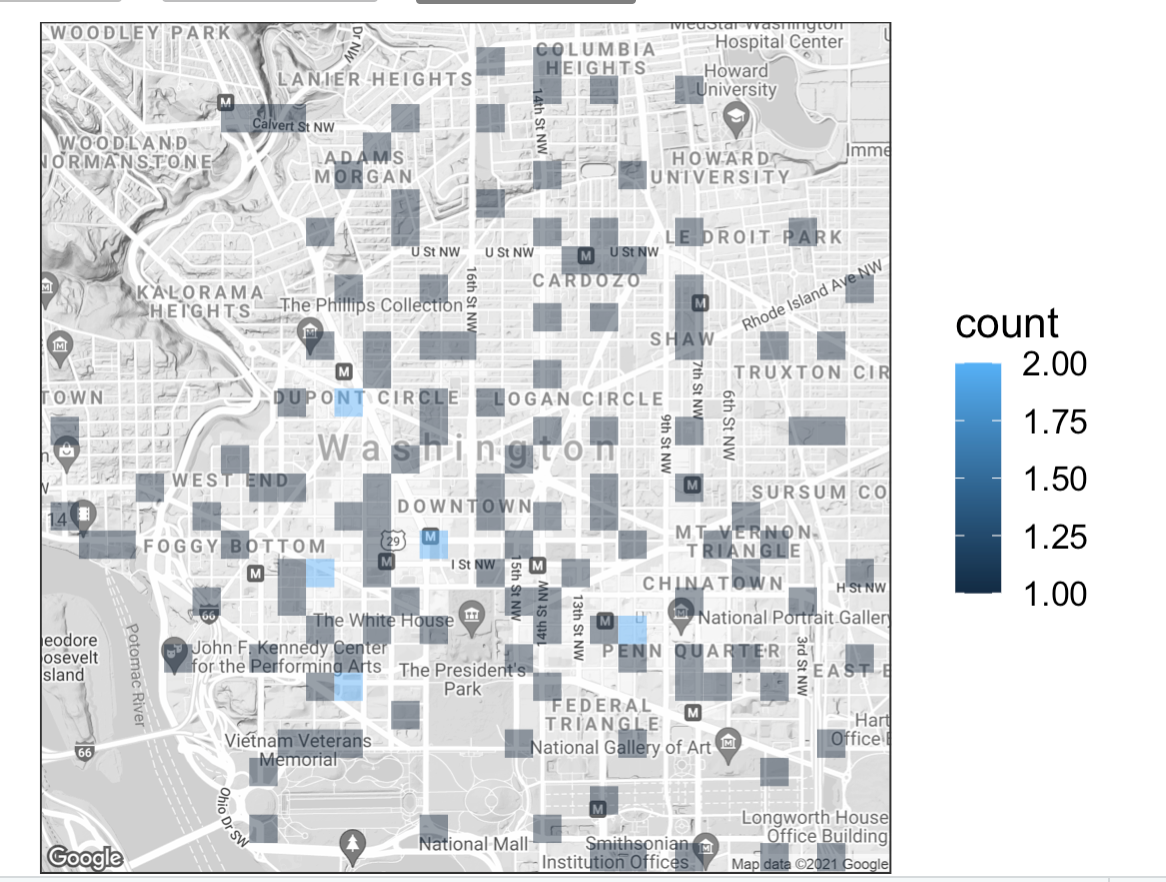 WOODLEY PARK
Dr NW
MedStar Washington
Hospital Center
COLUMBIA
HEIGHTS
LANIER HEIGHTS
Howard
University
14th St NW
M
Calvert St NW
WOODLAND
NORMANSTONE
ADAMS
MORGAN
HOWARD
UNIVERSITY
Imme
U St NW
U St NW
M
U St NW
LE DROIT PARK
KALORAMA
HEIGHTS
The Phillips Collection
16th St NW
CARDOZO
M
Rhode Island Ave NW
SHAW
M
TRUXTON CIR
TOWN
DUPONT CIRCLE
LOGAN CIRCLE
7th St NW
6th St NW
9th St NW
Washington
WEST END
M
SURSUM CO
14
DOWNTOWN
29
M
MT VERNON
TRIANGLE
FOGGY BOTTOM
M
M
I St NW
M
15th St NW
14th St NW
13th St NW
CHINATOWN
H St NW
66
The White House
M
National Portrait Gallery
eodore
osevelt
sland
Potomac River
John F. Kennedy Center
for the Performing Arts
The President's
Park
PENN QUARTER
3rd St NW
EAST E
FEDERAL
TRIANGLE
M
Hart
Office B
66
Vietnam Veterans
Memorial
National Gallery of Art
Ohio Dr SW
M
National Mall
Smithsonian
Institution Offices
Longworth House
Office Building
Google
Map data ©2021 Google
count
2.00
1.75
1.50
1.25
1.00